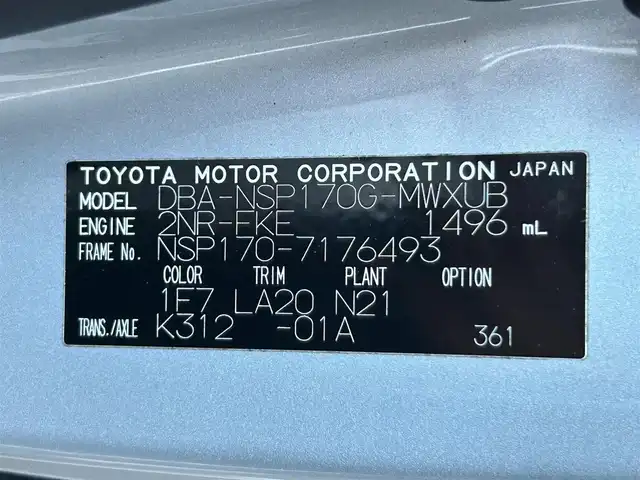 TOYOTA MOTOR CORPORATION JAPAN
MODEL DBA-NSP170G-MWXUB
ENGINE 2NR-FKE 1496 mL
FRAME No. NSP170-7176493
COLOR TRIM PLANT OPTION
1F7 LA20 N21
TRANS./AXLE K312 -01A 361